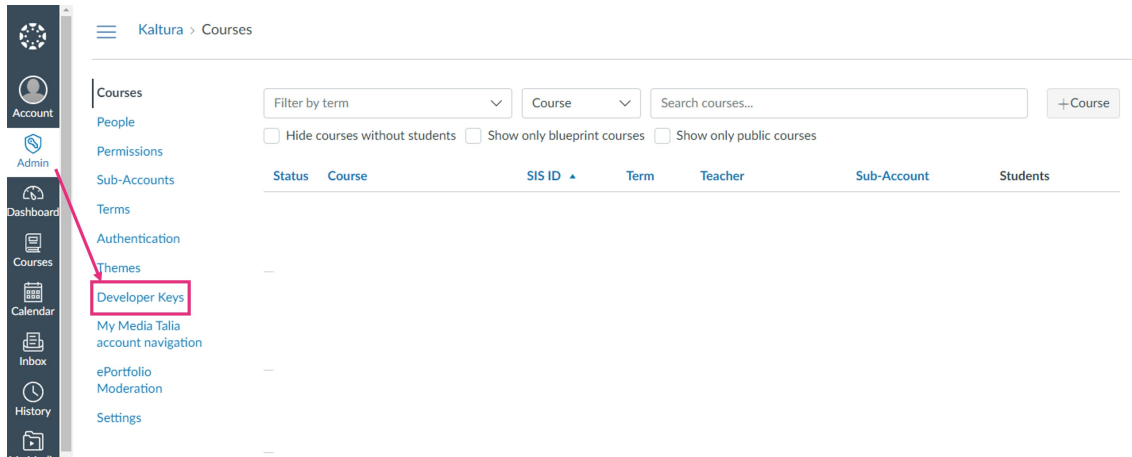 Account
Admin
Dashboard
Courses
Calendar
Inbox
History
Kaltura > Courses
Courses
People
Permissions
Sub-Accounts
Terms
Authentication
Themes
Developer Keys
My Media Talia
account navigation
ePortfolio
Moderation
Settings
Filter by term
Course
Search courses...
+Course
Hide courses without students
Show only blueprint courses
Show only public courses
Status Course SIS ID Term Teacher Sub-Account Students